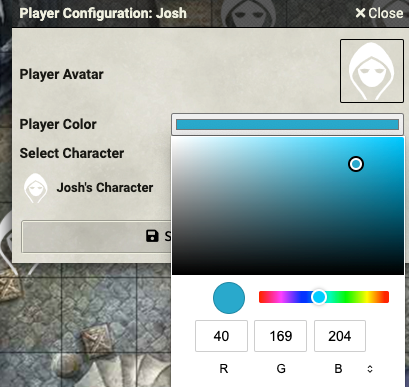 Player Configuration: Josh
Close
Player Avatar
Player Color
Select Character
Josh's Character
S
40 169 204
R G B